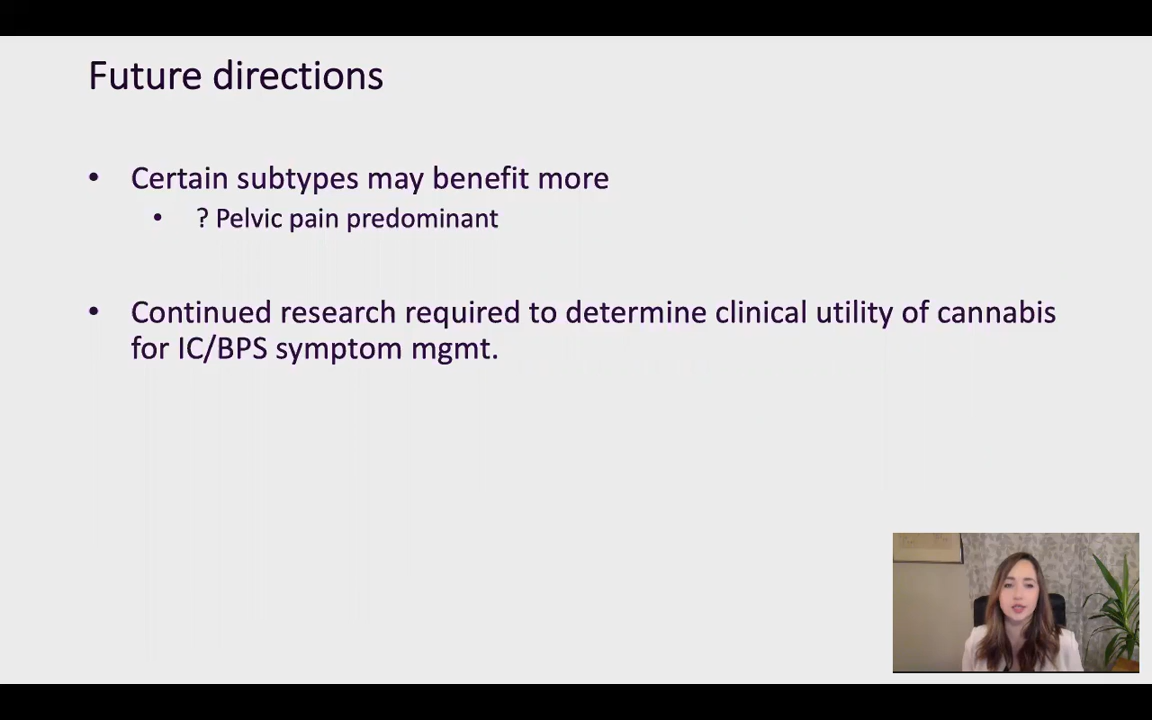 Future directions
• Certain subtypes may benefit more
• ? Pelvic pain predominant
• Continued research required to determine clinical utility of cannabis
for IC/BPS symptom mgmt.